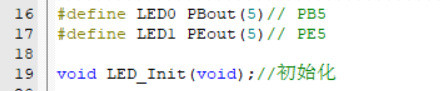 16 #define LED0 PBout(5)// PB5
17 #define LED1 PEout(5)// PE5
18
19 void LED_Init(void);//初始化